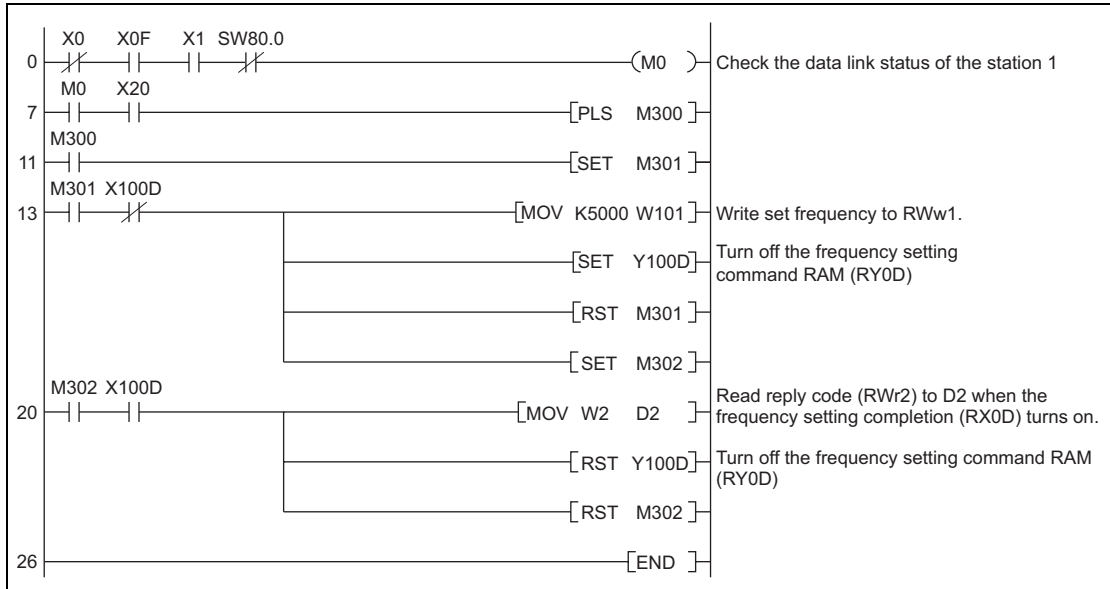 X0 X0F X1 SW80.0
0 (M0 ) Check the data link status of the station 1
M0 X20
7 [PLS M300 ]
M300
11 [SET M301 ]
M301 X100D
13 [MOV K5000 W101 ] Write set frequency to RWw1.
[SET Y100D ] Turn off the frequency setting
command RAM (RY0D)
[RST M301 ]
[SET M302 ]
M302 X100D
20 [MOV W2 D2 ] Read reply code (RWr2) to D2 when the
frequency setting completion (RX0D) turns on.
[RST Y100D ] Turn off the frequency setting command RAM
(RY0D)
[RST M302 ]
26 [END ]